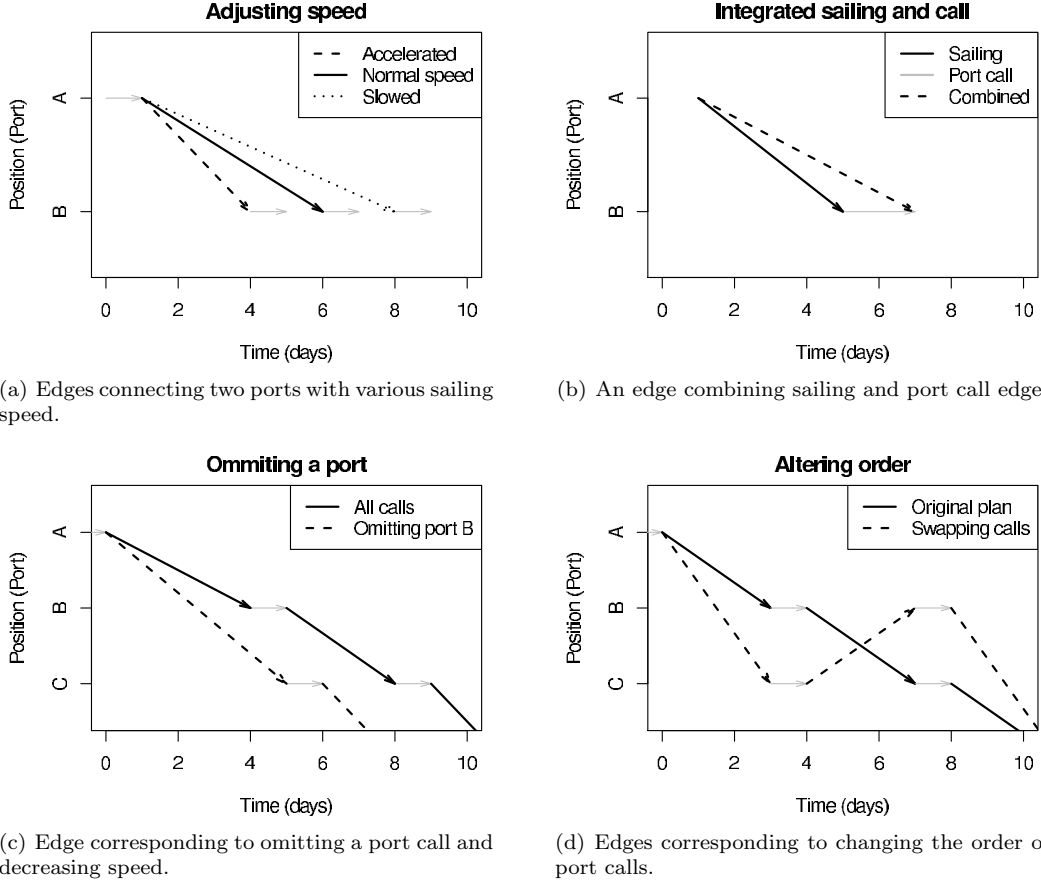 Adjusting speed
Accelerated
Normal speed
Slowed
Position (Port)
A
B
0 2 4 6 8 10
Time (days)
(a) Edges connecting two ports with various sailing
speed.
Integrated sailing and call
Sailing
Port call
Combined
Position (Port)
A
B
0 2 4 6 8 10
Time (days)
(b) An edge combining sailing and port call edge
Ommiting a port
All calls
Omitting port B
Position (Port)
A
B
C
0 2 4 6 8 10
Time (days)
(c) Edge corresponding to omitting a port call and
decreasing speed.
Altering order
Original plan
Swapping calls
Position (Port)
A
B
C
0 2 4 6 8 10
Time (days)
(d) Edges corresponding to changing the order o
port calls.